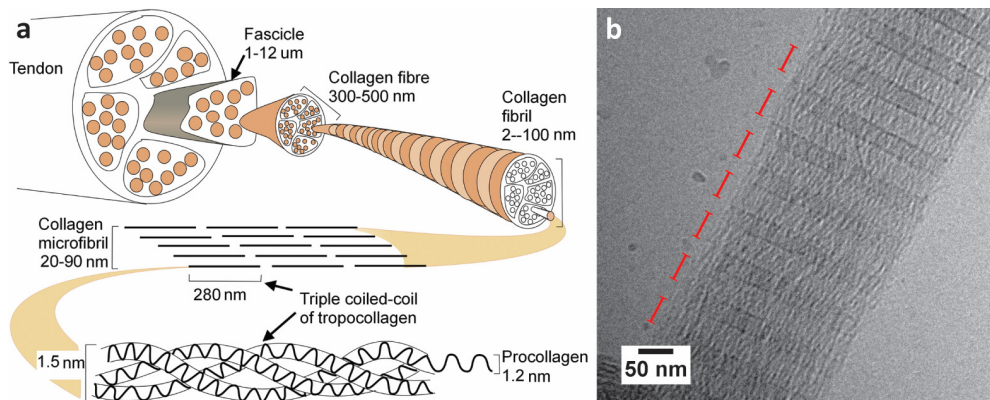 a
Tendon
Fascicle
1-12 um
Collagen fibre
300-500 nm
Collagen
fibril
2--100 nm
Collagen
microfibril
20-90 nm
280 nm
Triple coiled-coil
of tropocollagen
1.5 nm
Procollagen
1.2 nm
b
50 nm